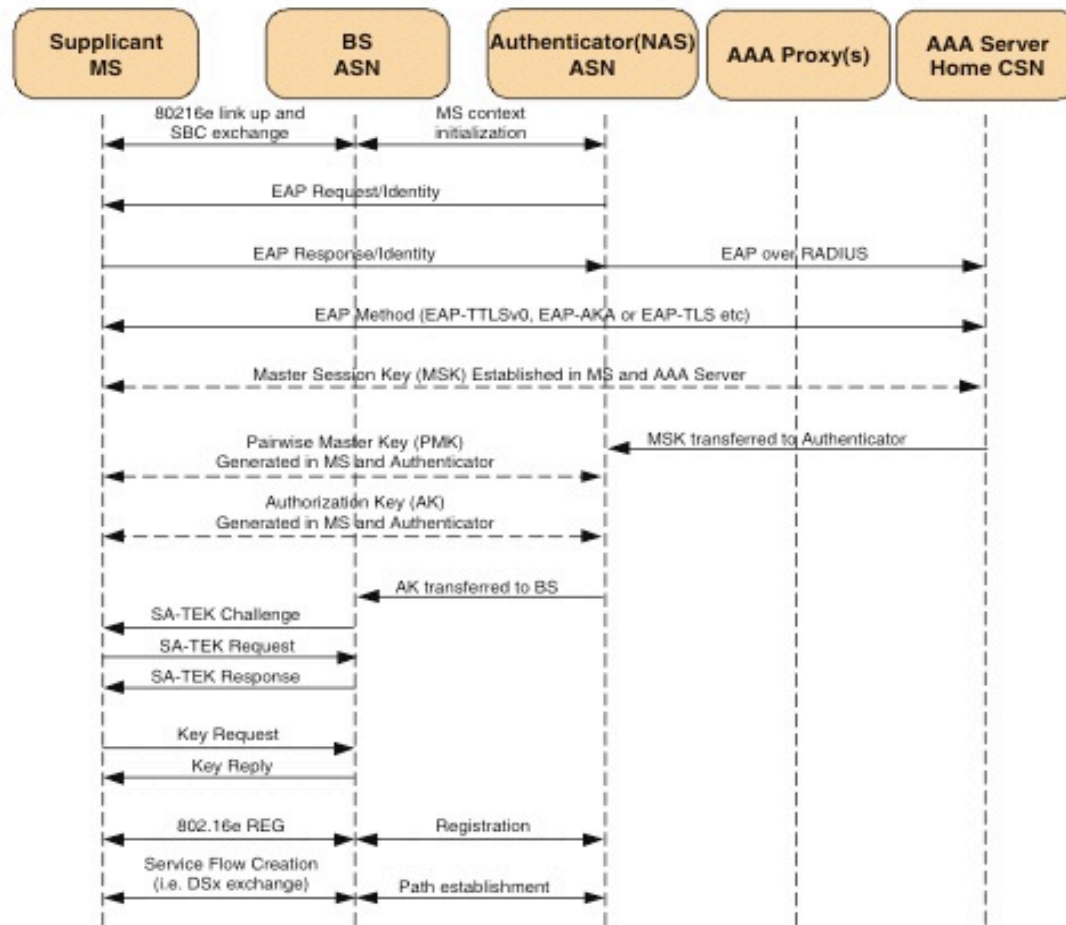 Supplicant
MS
BS
ASN
Authenticator(NAS)
ASN
AAA Proxy(s)
AAA Server
Home CSN
80216e link up and
SBC exchange
MS context
initialization
EAP Request/Identity
EAP Response/Identity
EAP over RADIUS
EAP Method (EAP-TTLSv0, EAP-AKA or EAP-TLS etc)
Master Session Key (MSK) Established in MS and AAA Server
Pairwise Master Key (PMK)
Generated in MS and Authenticator
MSK transferred to Authenticator
Authorization Key (AK)
Generated in MS and Authenticator
AK transferred to BS
SA-TEK Challenge
SA-TEK Request
SA-TEK Response
Key Request
Key Reply
802.16e REG
Registration
Service Flow Creation
(i.e. DSx exchange)
Path establishment